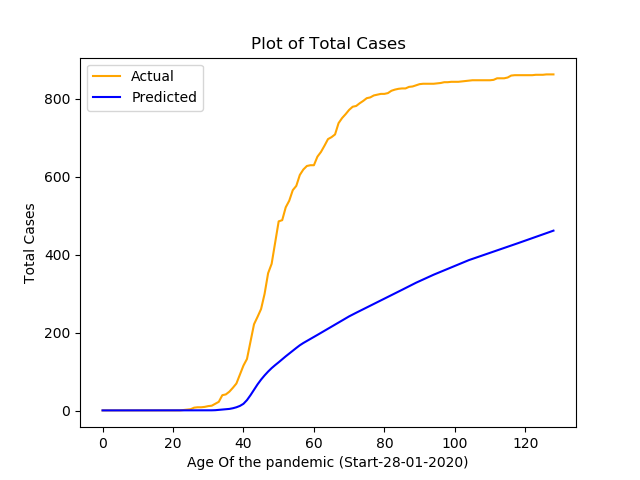 Plot of Total Cases
Actual
Predicted
Total Cases
800
600
400
200
0
0 20 40 60 80 100 120
Age Of the pandemic (Start-28-01-2020)